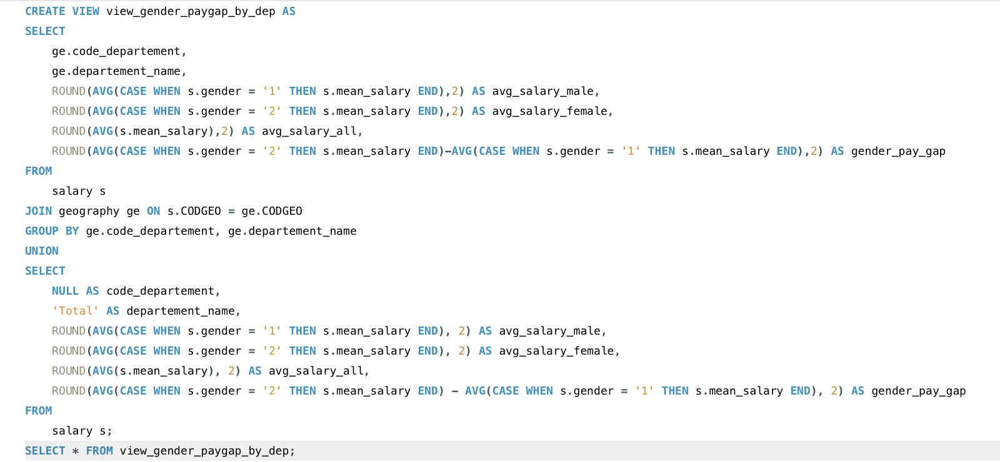 CREATE VIEW view_gender_paygap_by_dep AS
SELECT
    ge.code_departement,
    ge.departement_name,
    ROUND(AVG(CASE WHEN s.gender = '1' THEN s.mean_salary END),2) AS avg_salary_male,
    ROUND(AVG(CASE WHEN s.gender = '2' THEN s.mean_salary END),2) AS avg_salary_female,
    ROUND(AVG(s.mean_salary),2) AS avg_salary_all,
    ROUND(AVG(CASE WHEN s.gender = '2' THEN s.mean_salary END)-AVG(CASE WHEN s.gender = '1' THEN s.mean_salary END),2) AS gender_pay_gap
FROM
    salary s
JOIN geography ge ON s.CODGEO = ge.CODGEO
GROUP BY ge.code_departement, ge.departement_name
UNION
SELECT
    NULL AS code_departement,
    'Total' AS departement_name,
    ROUND(AVG(CASE WHEN s.gender = '1' THEN s.mean_salary END), 2) AS avg_salary_male,
    ROUND(AVG(CASE WHEN s.gender = '2' THEN s.mean_salary END), 2) AS avg_salary_female,
    ROUND(AVG(s.mean_salary), 2) AS avg_salary_all,
    ROUND(AVG(CASE WHEN s.gender = '2' THEN s.mean_salary END) - AVG(CASE WHEN s.gender = '1' THEN s.mean_salary END), 2) AS gender_pay_gap
FROM
    salary s;
SELECT * FROM view_gender_paygap_by_dep;